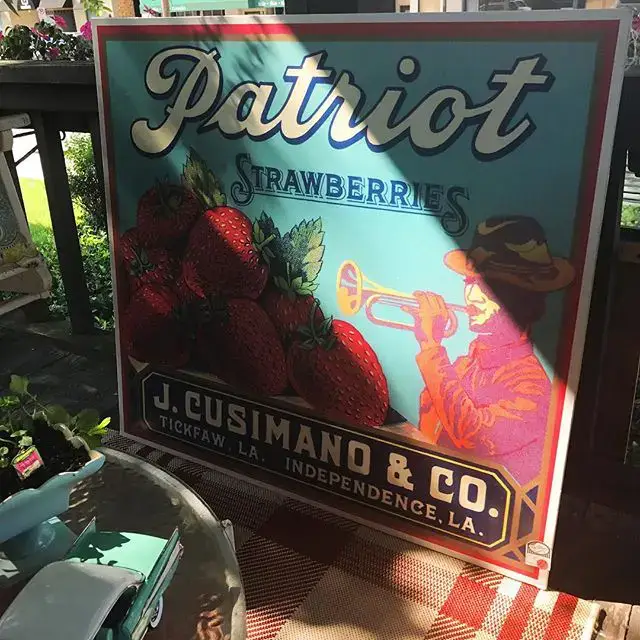 Patriot
STRAWBERRIES
J. CUSIMANO & CO.
TICKFAW, LA. INDEPENDENCE, LA.